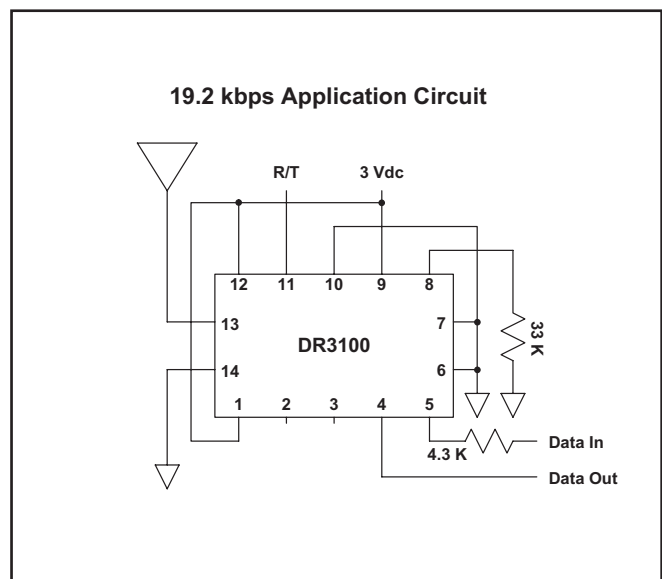 19.2 kbps Application Circuit
R/T 3 Vdc
12 11 10 9 8
13 7
DR3100
33 K
14 6
1 2 3 4 5
4.3 K Data In
Data Out